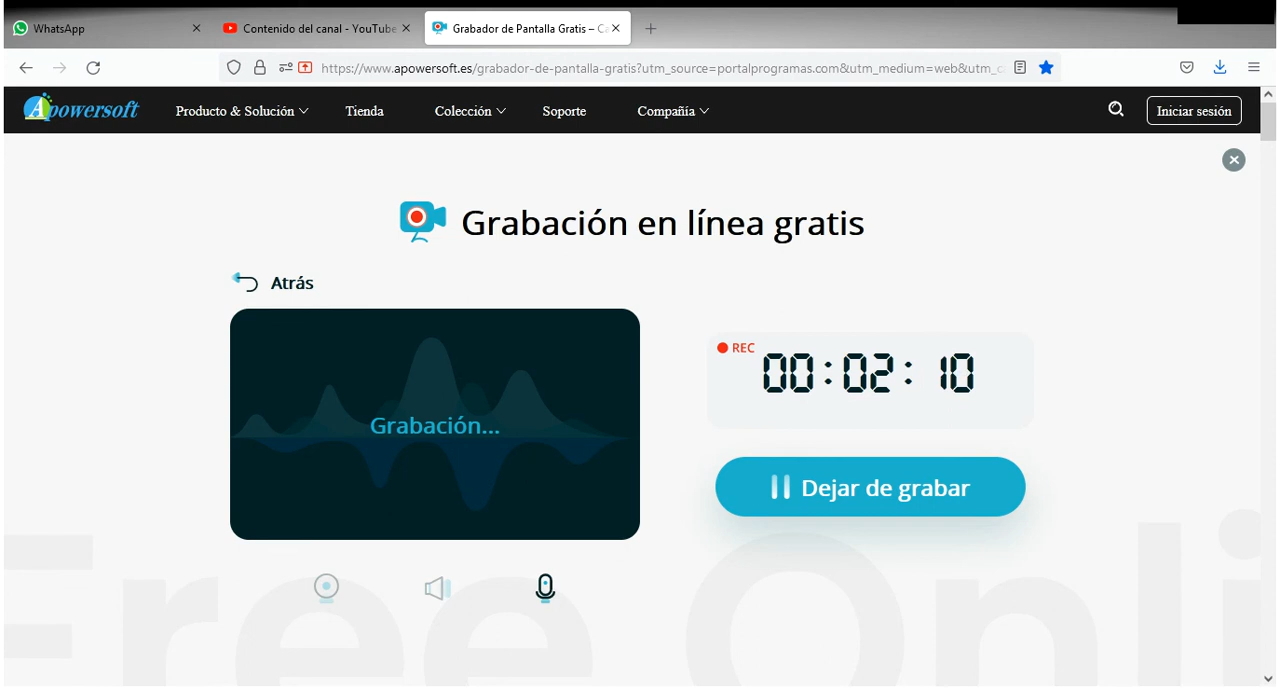 WhatsApp
Contenido del canal - YouTube
Grabador de Pantalla Gratis – Ca
https://www.apowersoft.es/grabador-de-pantalla-gratis?utm_source=portalprogramas.com&utm_medium=web&utm_c
Apowersoft
Producto & Solución
Tienda
Colección
Soporte
Compañía
Iniciar sesión
Grabación en línea gratis
Atrás
Grabación...
REC
00:02:10
Dejar de grabar
Free Onli